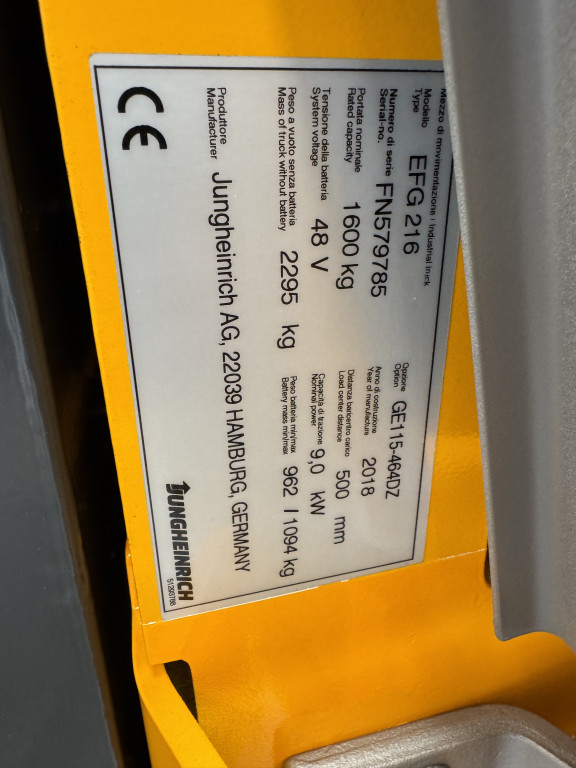 Mezzo di movimentazione / Industrial truck
Modello
Type
EFG 216
Opzione
Option
GE115-464DZ
Numero di serie
Serial-no.
FN579785
Anno di costruzione
Year of manufacture
2018
Portata nominale
Rated capacity
1600 kg
Distanza baricentro carico
Load center distance
500 mm
Tensione della batteria
System voltage
48 V
Capacità di trazione
Nominal power
9,0 kW
Peso a vuoto senza batteria
Mass of truck without battery
2295 kg
Peso batteria min/max
Battery mass min/max
962 / 1094 kg
Produttore
Manufacturer
Jungheinrich AG, 22039 HAMBURG, GERMANY
CE
JUNGHEINRICH